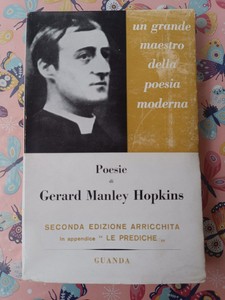 un grande
maestro
della
poesia
moderna
Poesie
di
Gerard Manley Hopkins
SECONDA EDIZIONE ARRICCHITA
in appendice “ LE PREDICHE „
GUANDA